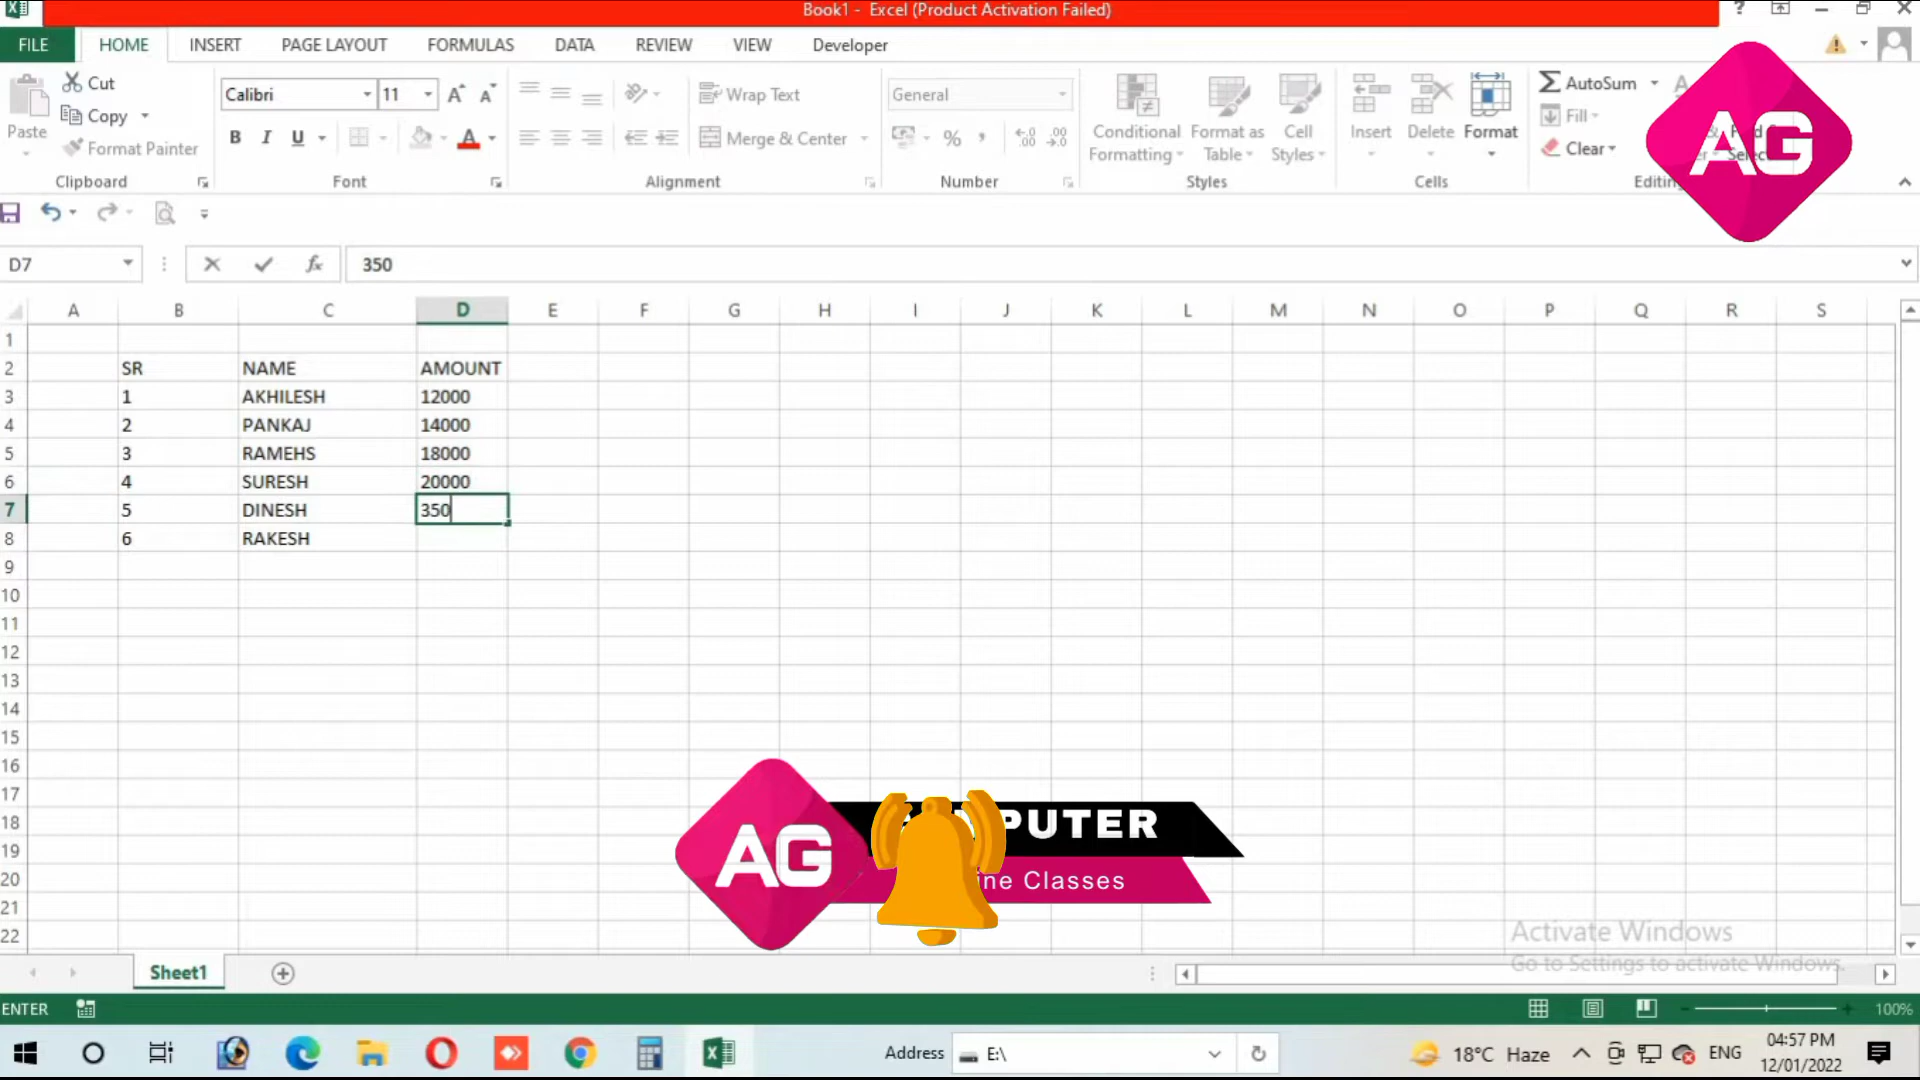 Book1 - Excel (Product Activation Failed)
FILE HOME INSERT PAGE LAYOUT FORMULAS DATA REVIEW VIEW Developer
Cut
Copy
Format Painter
Paste
Clipboard
Calibri 11
B I U A
Font
Wrap Text
Merge & Center
Alignment
General
%
Number
Conditional Formatting
Format as Table
Cell Styles
Styles
Insert Delete Format
Cells
AutoSum
Fill
Clear
AG
D7 fx 350
A B C D E F G H I J K L M N O P Q R S
1
2 SR NAME AMOUNT
3 1 AKHILESH 12000
4 2 PANKAJ 14000
5 3 RAMEHS 18000
6 4 SURESH 20000
7 5 DINESH 350
8 6 RAKESH
9
10
11
12
13
14
15
16
17
18
19
20
21
22
AG
Classes
Activate Windows
Go to Settings to activate Windows.
Sheet1
ENTER 100%
Address E:\ 18°C Haze ENG 04:57 PM
12/01/2022